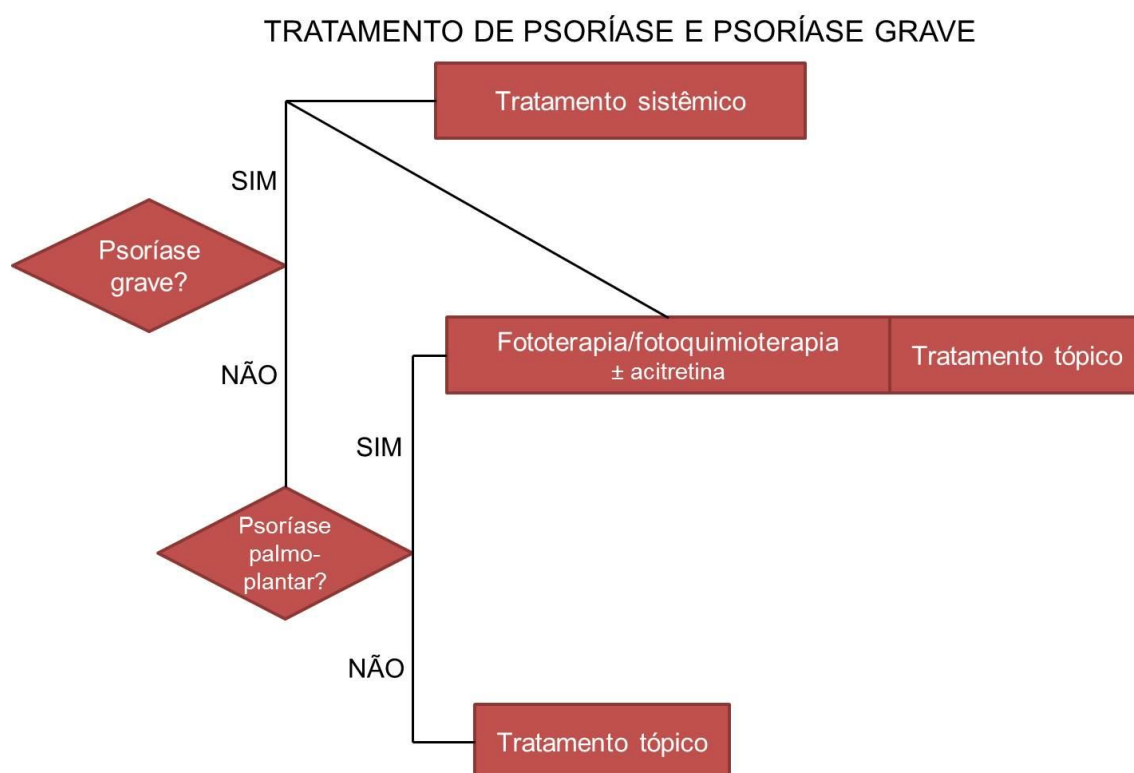 TRATAMENTO DE PSORÍASE E PSORÍASE GRAVE
Tratamento sistêmico
SIM
Psoríase
grave?
Fototerapia/fotoquimioterapia
± acitretina
Tratamento tópico
NÃO
SIM
Psoríase
palmo-
plantar?
NÃO
Tratamento tópico